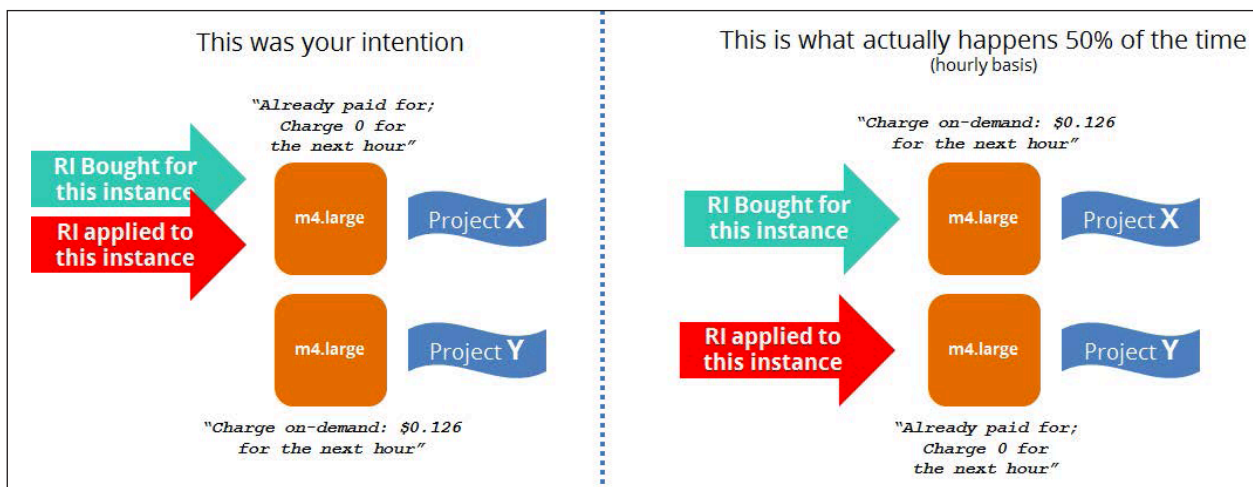 This was your intention
"Already paid for;
Charge 0 for
the next hour"
RI Bought for
this instance
RI applied to
this instance
m4.large
Project X
m4.large
Project Y
"Charge on-demand: $0.126
for the next hour"
This is what actually happens 50% of the time
(hourly basis)
"Charge on-demand: $0.126
for the next hour"
RI Bought for
this instance
m4.large
Project X
RI applied to
this instance
m4.large
Project Y
"Already paid for;
Charge 0 for
the next hour"